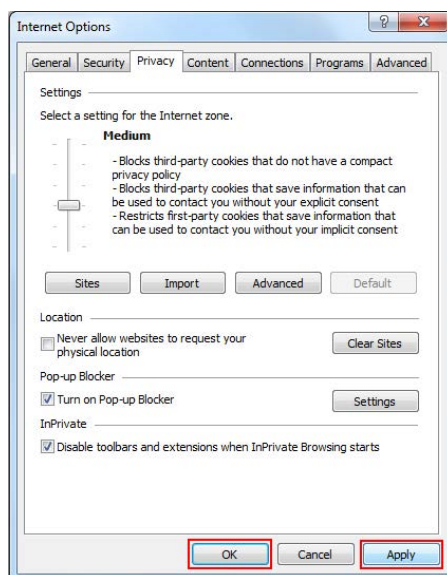 Internet Options
?
X
General Security Privacy Content Connections Programs Advanced
Settings
Select a setting for the Internet zone.
Medium
- Blocks third-party cookies that do not have a compact
privacy policy
- Blocks third-party cookies that save information that can
be used to contact you without your explicit consent
- Restricts first-party cookies that save information that
can be used to contact you without your implicit consent
Sites Import Advanced Default
Location
Never allow websites to request your
physical location
Clear Sites
Pop-up Blocker
Turn on Pop-up Blocker
Settings
InPrivate
Disable toolbars and extensions when InPrivate Browsing starts
OK Cancel Apply